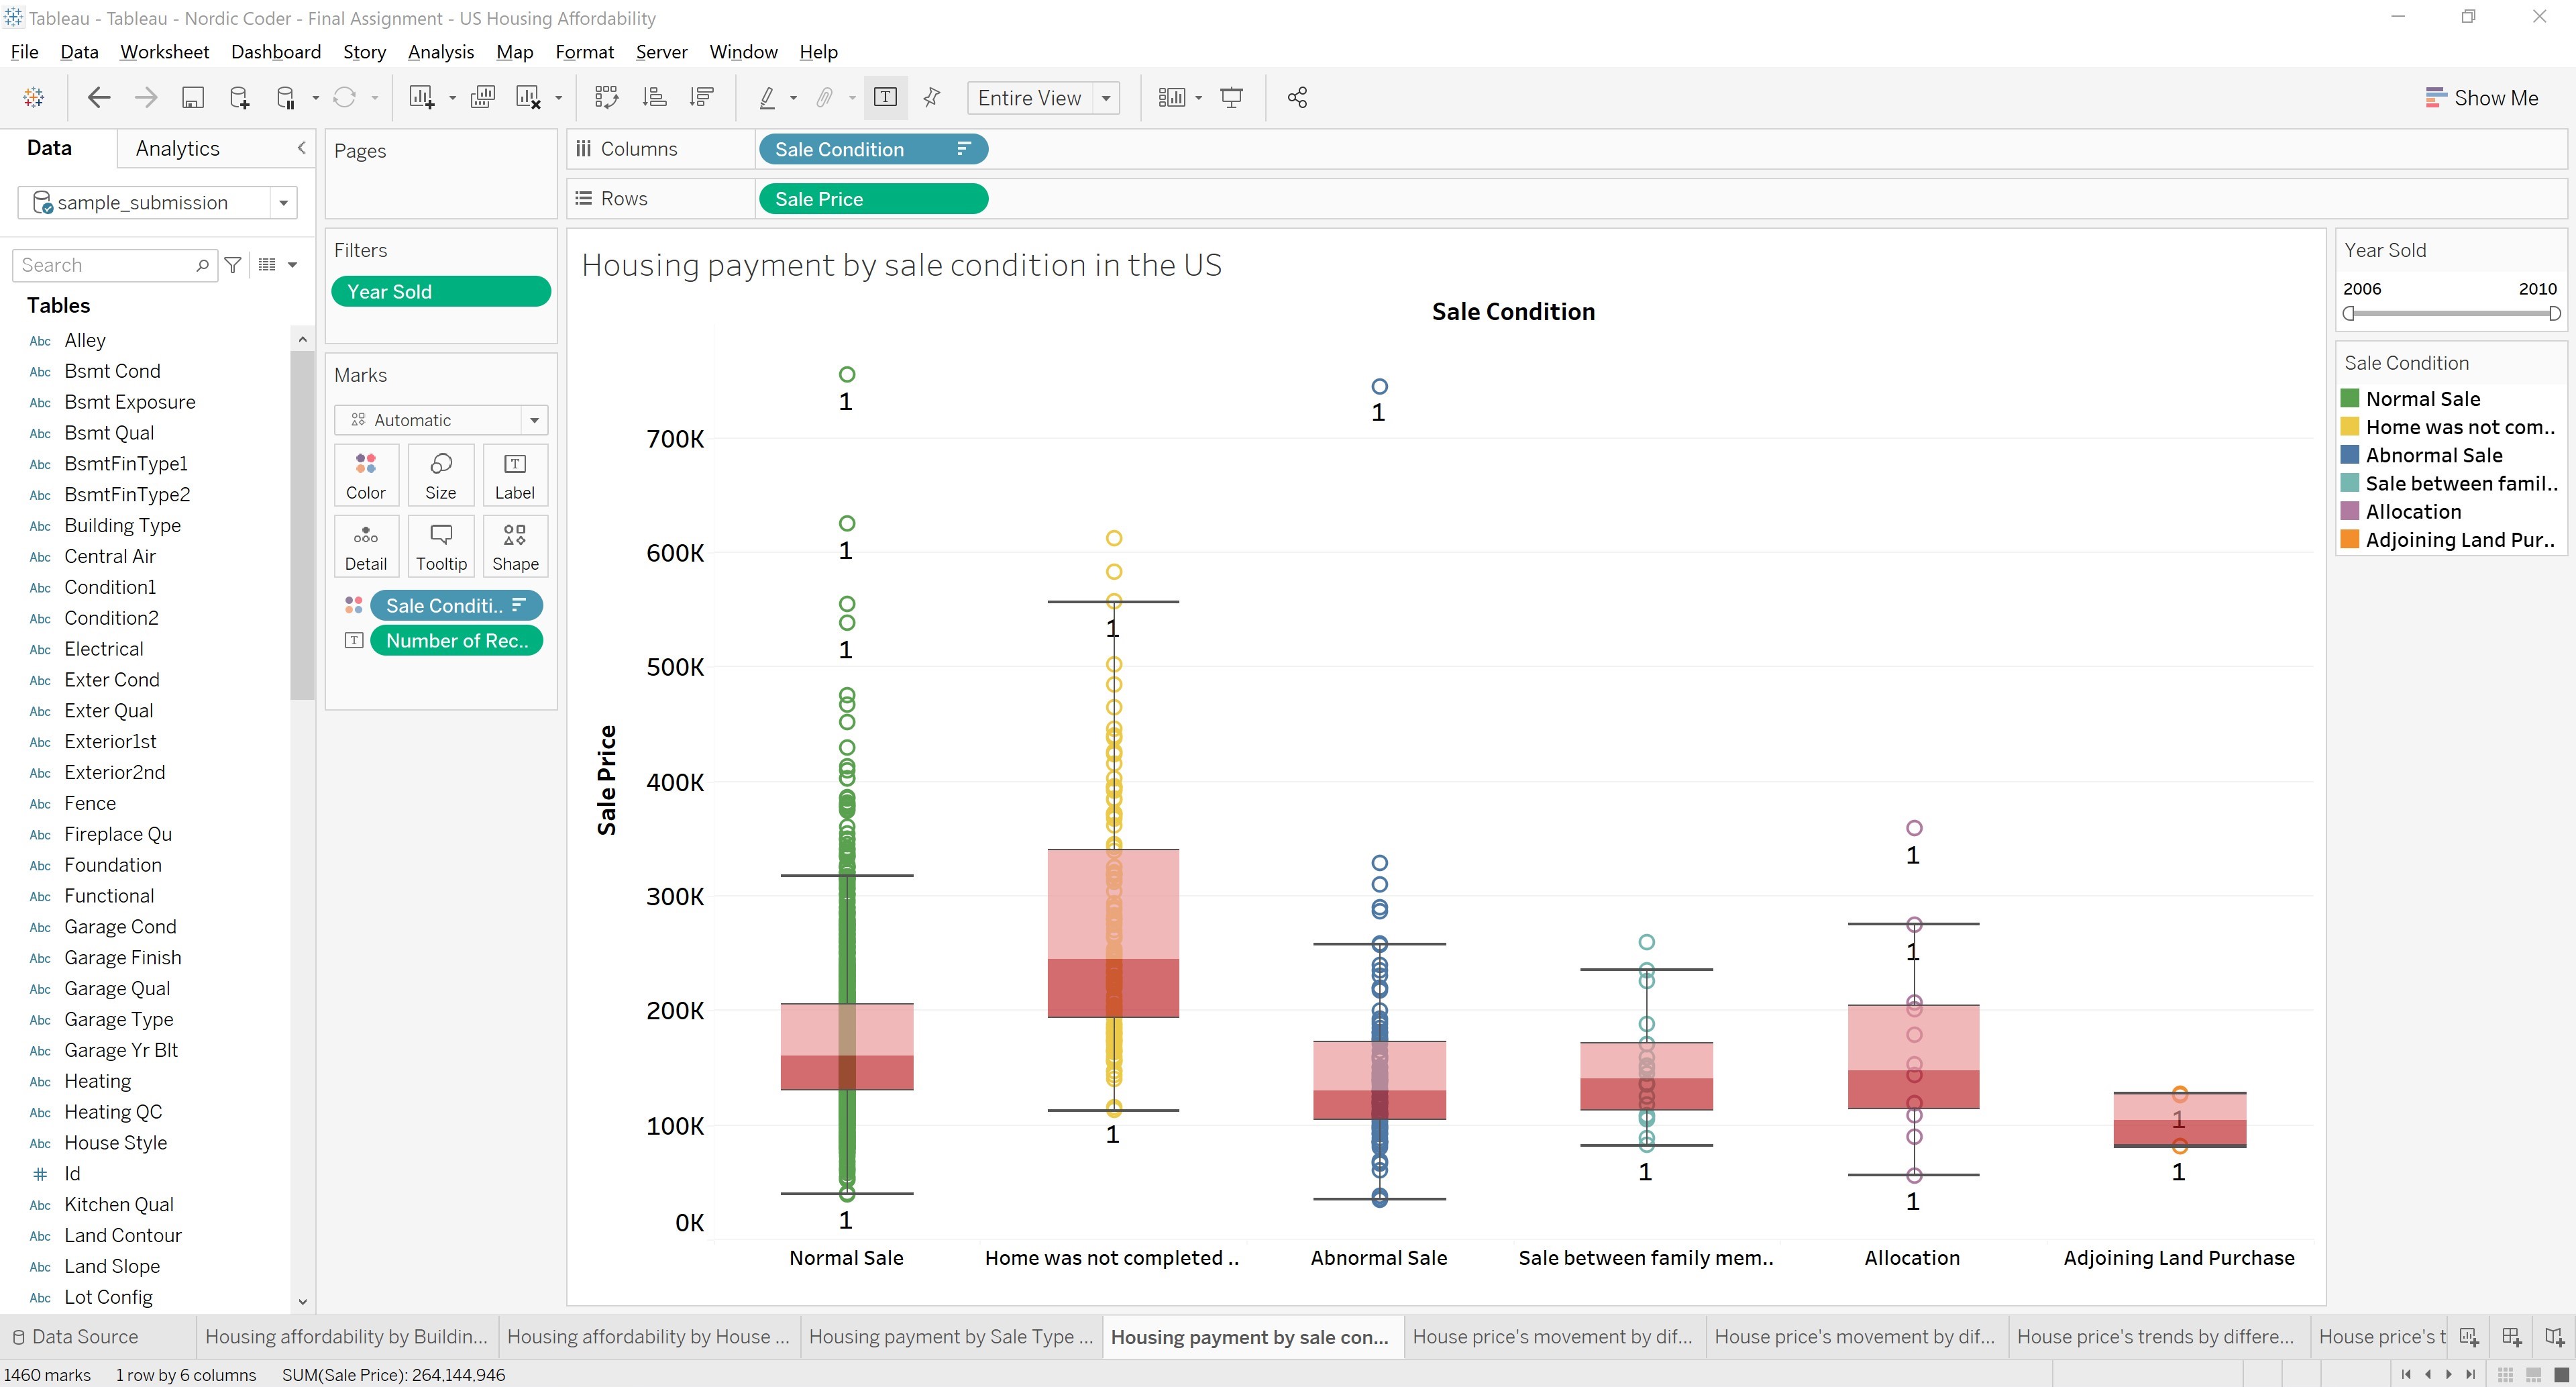 Tableau - Tableau - Nordic Coder - Final Assignment - US Housing Affordability
File Data Worksheet Dashboard Story Analysis Map Format Server Window Help
Entire View
Show Me
Data Analytics
sample_submission
Search
Tables
Abc Alley
Abc Bsmt Cond
Abc Bsmt Exposure
Abc Bsmt Qual
Abc BsmtFinType1
Abc BsmtFinType2
Abc Building Type
Abc Central Air
Abc Condition1
Abc Condition2
Abc Electrical
Abc Exter Cond
Abc Exter Qual
Abc Exterior1st
Abc Exterior2nd
Abc Fence
Abc Fireplace Qu
Abc Foundation
Abc Functional
Abc Garage Cond
Abc Garage Finish
Abc Garage Qual
Abc Garage Type
Abc Garage Yr Blt
Abc Heating
Abc Heating QC
Abc House Style
# Id
Abc Kitchen Qual
Abc Land Contour
Abc Land Slope
Abc Lot Config
Pages
Filters
Year Sold
Marks
Automatic
Color Size Label
Detail Tooltip Shape
Sale Conditi..
T Number of Rec..
Columns Sale Condition
Rows Sale Price
Housing payment by sale condition in the US
Sale Condition
Sale Price
700K
600K
500K
400K
300K
200K
100K
0K
1
1
1
1
1
1
1
1
1
1
1
1
1
Normal Sale Home was not completed .. Abnormal Sale Sale between family mem.. Allocation Adjoining Land Purchase
Year Sold
2006 2010
Sale Condition
Normal Sale
Home was not com..
Abnormal Sale
Sale between famil..
Allocation
Adjoining Land Pur..
Data Source Housing affordability by Buildin... Housing affordability by House ... Housing payment by Sale Type ... Housing payment by sale con... House price's movement by dif... House price's movement by dif... House price's trends by differe... House price's t
1460 marks 1 row by 6 columns SUM(Sale Price): 264,144,946